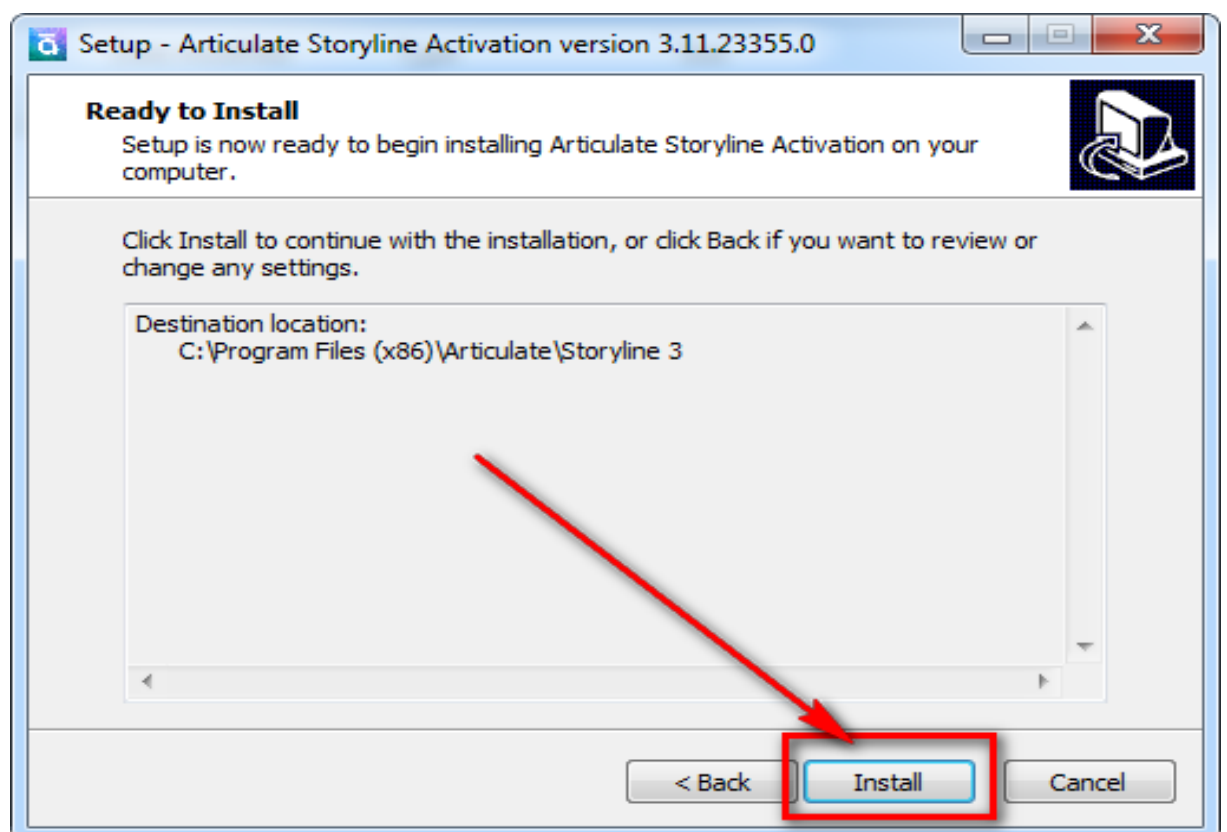 Setup - Articulate Storyline Activation version 3.11.23355.0
Ready to Install
Setup is now ready to begin installing Articulate Storyline Activation on your
computer.
Click Install to continue with the installation, or click Back if you want to review or
change any settings.
Destination location:
C:\Program Files (x86)\Articulate\Storyline 3
< Back Install Cancel